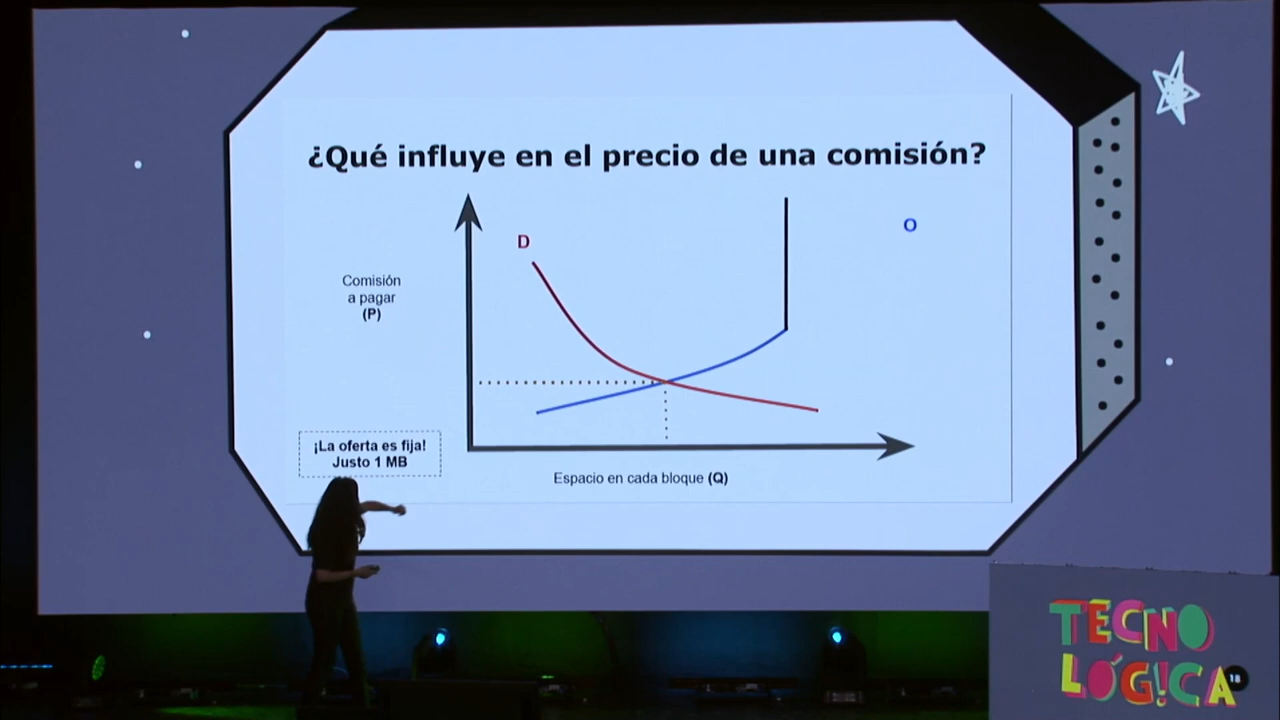 ¿Qué influye en el precio de una comisión?
D
O
Comisión
a pagar
(P)
¡La oferta es fija!
Justo 1 MB
Espacio en cada bloque (Q)
TECNO
LÓG!CA
18